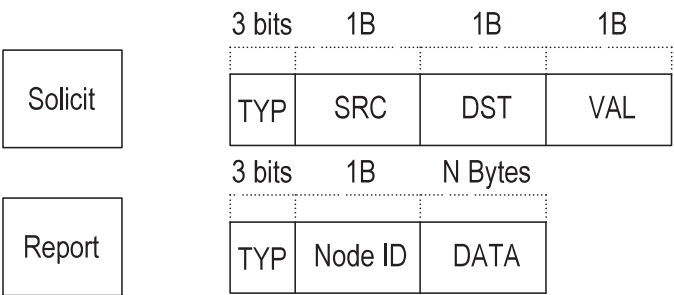 3 bits 1B 1B 1B
Solicit TYP SRC DST VAL
3 bits 1B N Bytes
Report TYP Node ID DATA